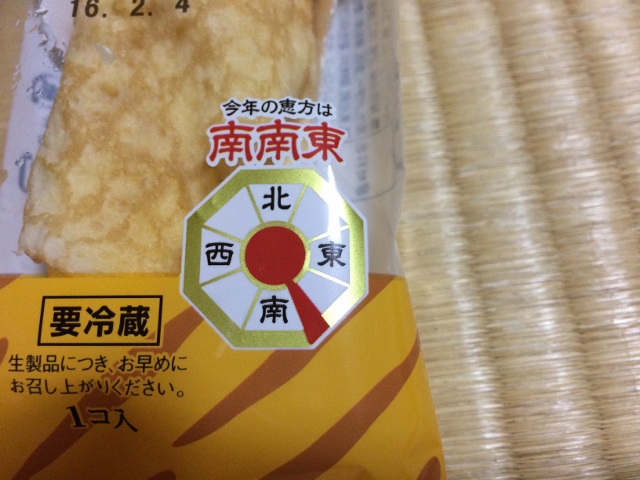 16. 2. 4
今年の恵方は
南南東
北
西
東
南
要冷蔵
生製品につき、お早めに
お召し上がりください。
1コ入